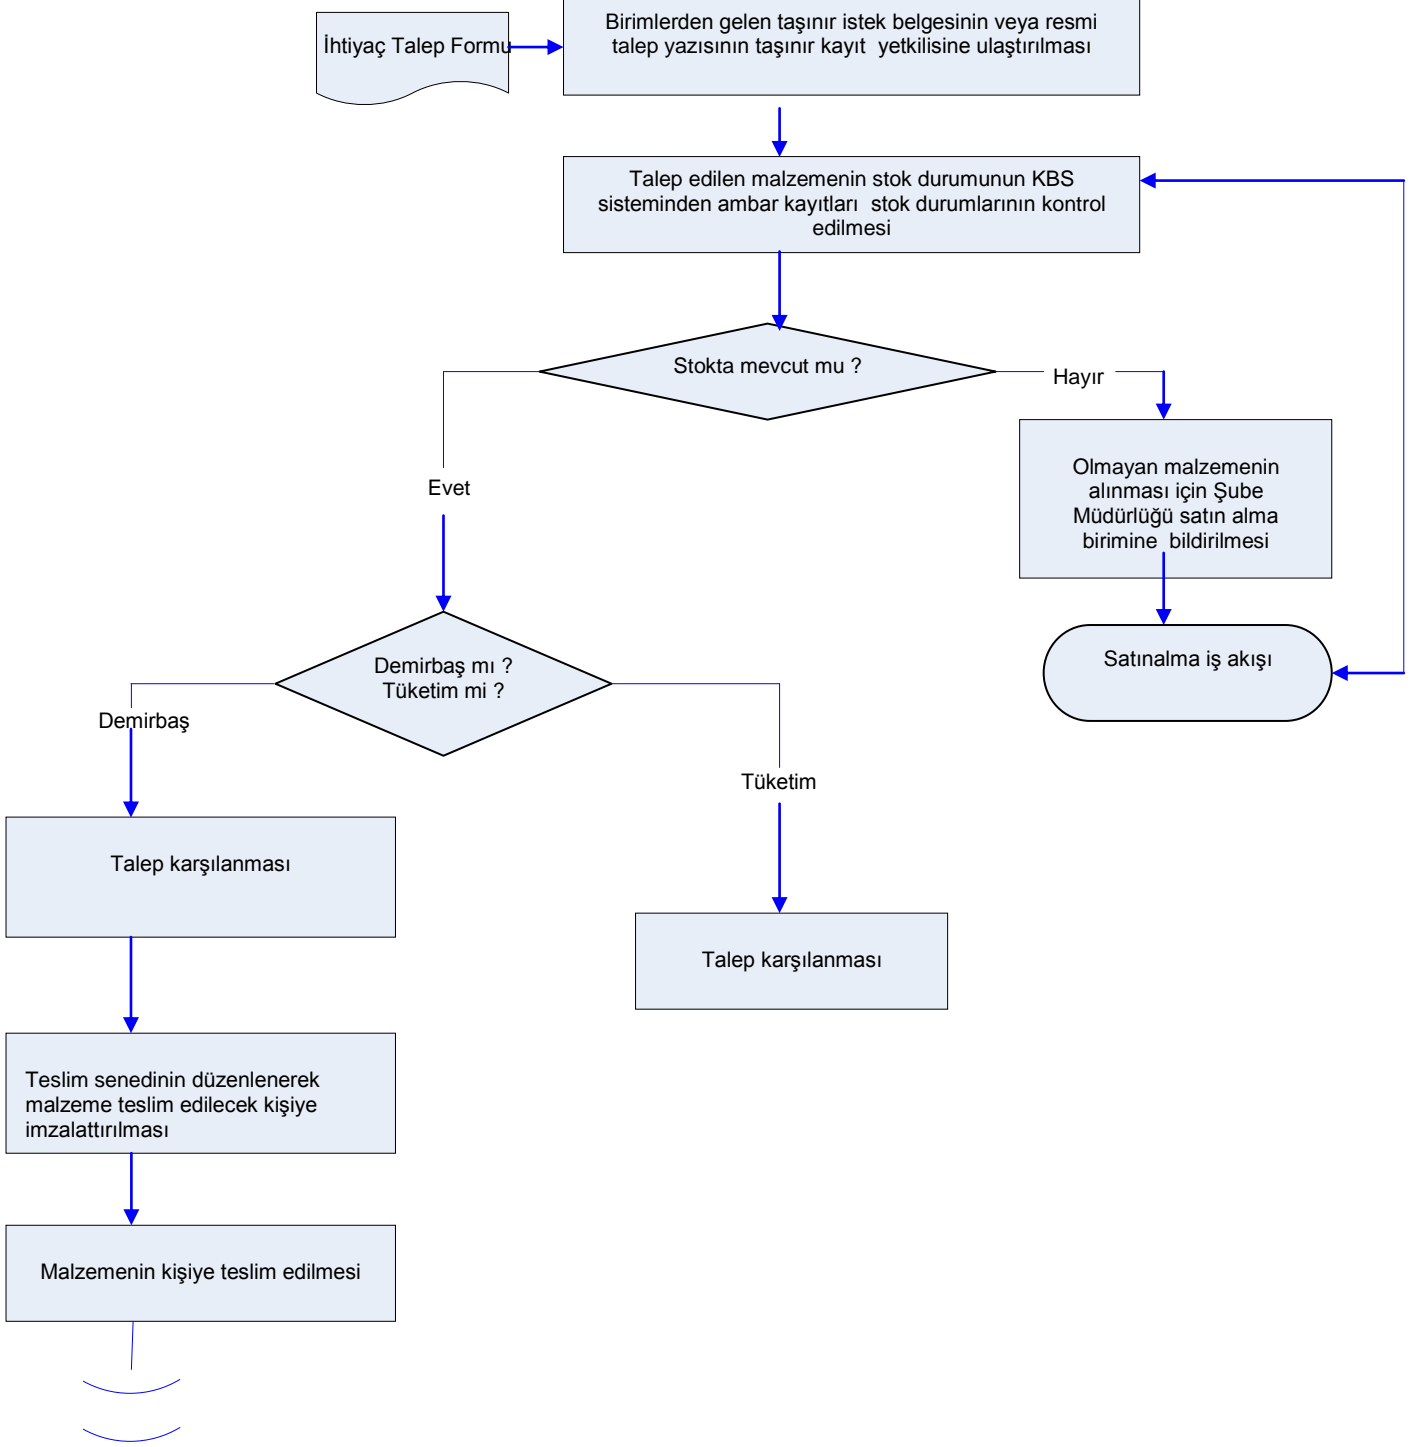 İhtiyaç Talep Formu
Birimlerden gelen taşınır istek belgesinin veya resmi
talep yazısının taşınır kayıt  yetkilisine ulaştırılması
Talep edilen malzemenin stok durumunun KBS
sisteminden ambar kayıtları  stok durumlarının kontrol
edilmesi
Stokta mevcut mu ?
Hayır
Evet
Olmayan malzemenin
alınması için Şube
Müdürlüğü satın alma
birimine  bildirilmesi
Satınalma iş akışı
Demirbaş mı ?
Tüketim mi ?
Demirbaş
Tüketim
Talep karşılanması
Talep karşılanması
Teslim senedinin düzenlenerek
malzeme teslim edilecek kişiye
imzalattırılması
Malzemenin kişiye teslim edilmesi